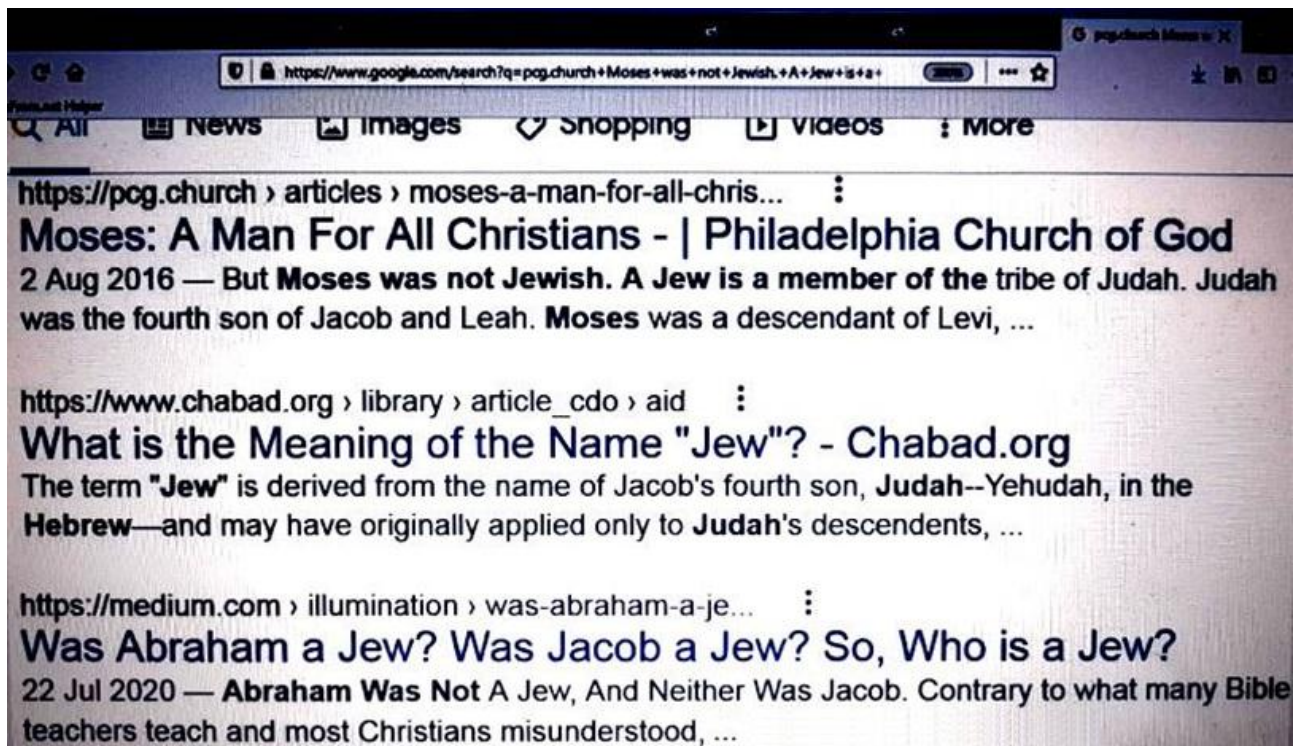 https://www.google.com/search?q=pcg.church+Moses+was+not+Jewish.+A+Jew+is+a+
All News Images Shopping Videos More
https://pcg.church › articles › moses-a-man-for-all-chris...
Moses: A Man For All Christians - | Philadelphia Church of God
2 Aug 2016 — But Moses was not Jewish. A Jew is a member of the tribe of Judah. Judah
was the fourth son of Jacob and Leah. Moses was a descendant of Levi, ...
https://www.chabad.org › library › article_cdo › aid
What is the Meaning of the Name "Jew"? - Chabad.org
The term "Jew" is derived from the name of Jacob's fourth son, Judah--Yehudah, in the
Hebrew—and may have originally applied only to Judah's descendents, ...
https://medium.com › illumination › was-abraham-a-je...
Was Abraham a Jew? Was Jacob a Jew? So, Who is a Jew?
22 Jul 2020 — Abraham Was Not A Jew, And Neither Was Jacob. Contrary to what many Bible
teachers teach and most Christians misunderstood, ...